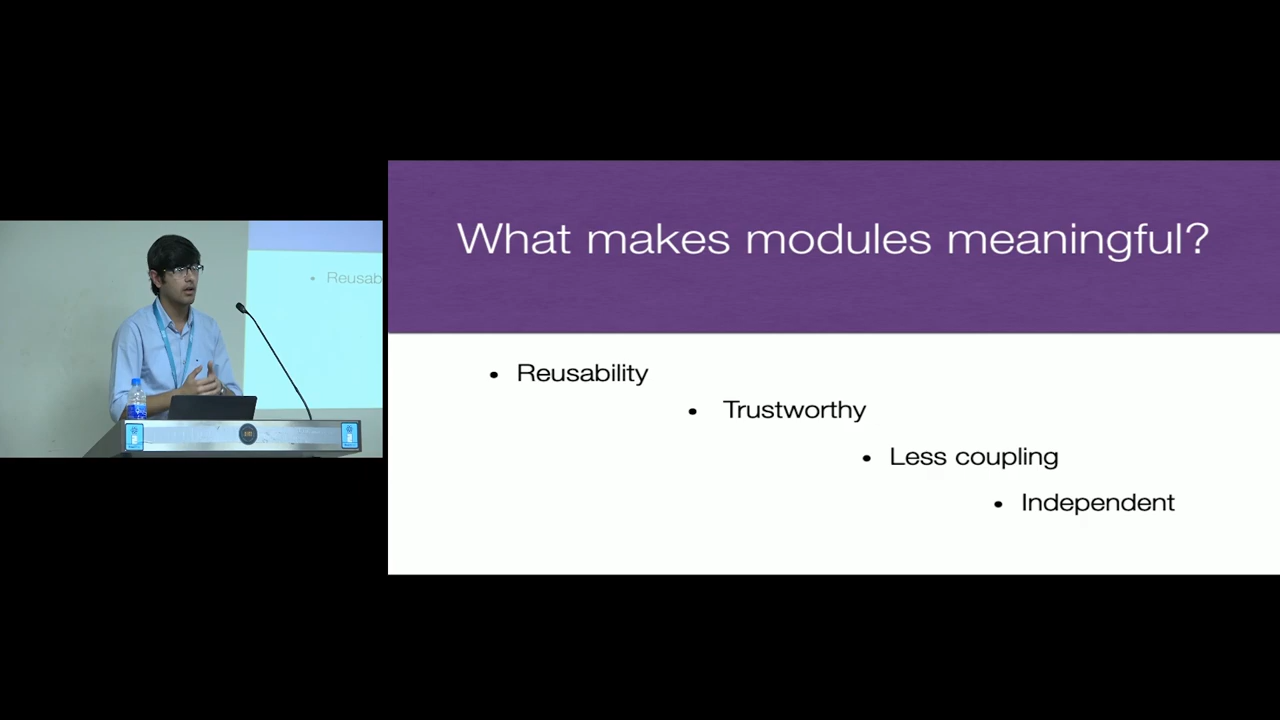 What makes modules meaningful?
• Reusability
• Trustworthy
• Less coupling
• Independent
• Reusab